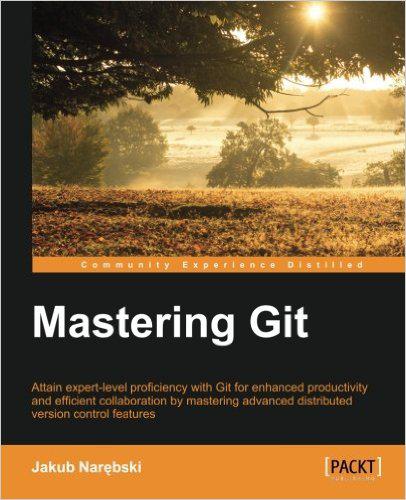 Community Experience Distilled
Mastering Git
Attain expert-level proficiency with Git for enhanced productivity
and efficient collaboration by mastering advanced distributed
version control features
Jakub Narębski
[PACKT]
PUBLISHING